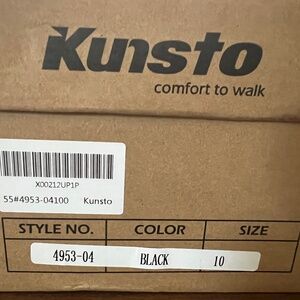 Kunsto
comfort to walk
X00212UP1P
55#4953-04100 Kunsto
STYLE NO. COLOR SIZE
4953-04 BLACK 10